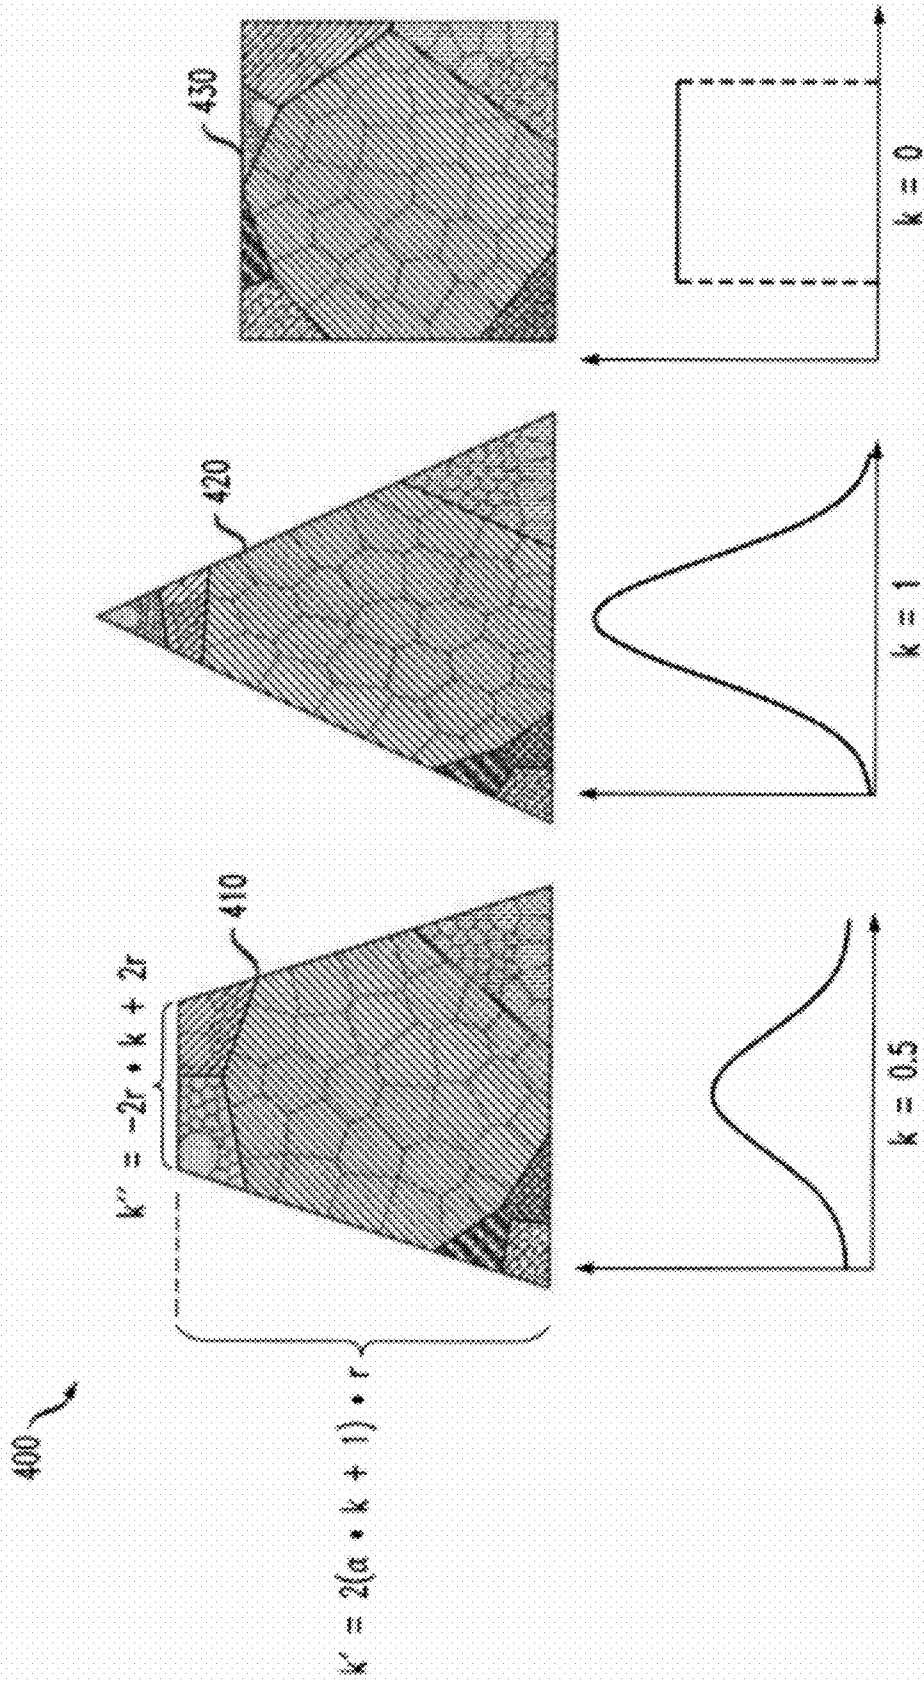 400
k' = 2(α • k + 1) • r
k'' = -2r • k + 2r
410
420
430
k = 0.5
k = 1
k = 0